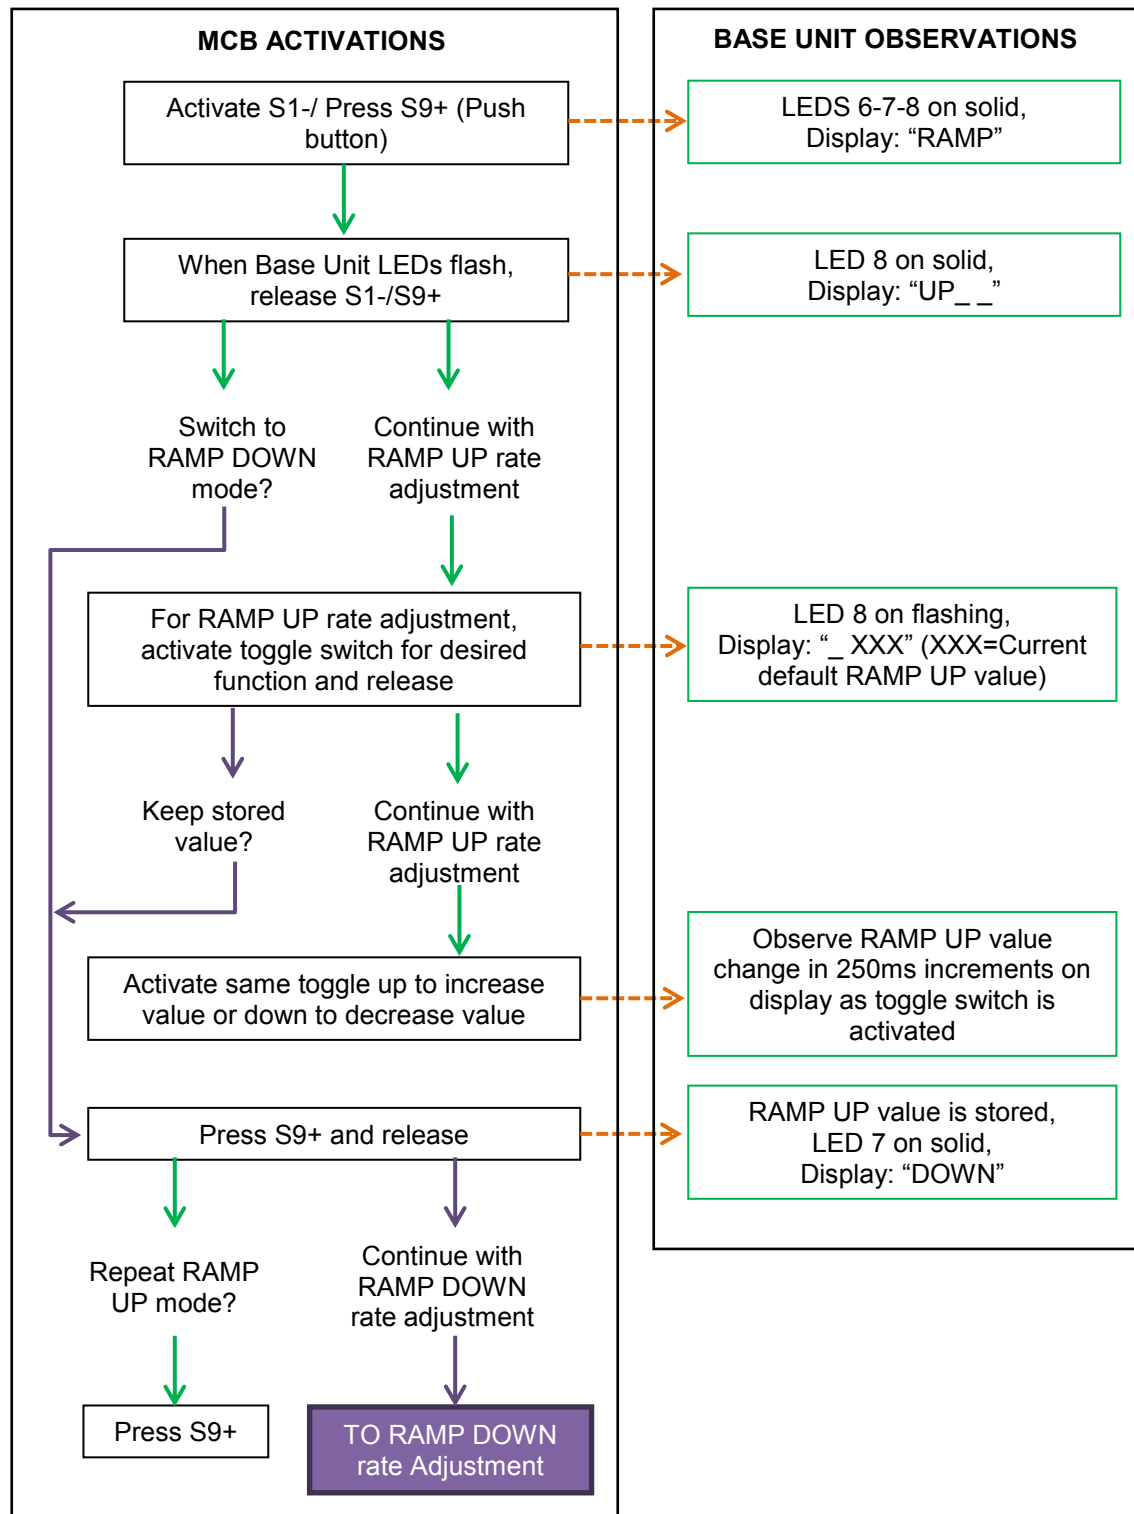 MCB ACTIVATIONS
BASE UNIT OBSERVATIONS
Activate S1-/ Press S9+ (Push
button)
LEDS 6-7-8 on solid,
Display: “RAMP”
When Base Unit LEDs flash,
release S1-/S9+
LED 8 on solid,
Display: “UP_ _”
Switch to
RAMP DOWN
mode?
Continue with
RAMP UP rate
adjustment
For RAMP UP rate adjustment,
activate toggle switch for desired
function and release
LED 8 on flashing,
Display: “_ XXX” (XXX=Current
default RAMP UP value)
Keep stored
value?
Continue with
RAMP UP rate
adjustment
Activate same toggle up to increase
value or down to decrease value
Observe RAMP UP value
change in 250ms increments on
display as toggle switch is
activated
Press S9+ and release
RAMP UP value is stored,
LED 7 on solid,
Display: “DOWN”
Repeat RAMP
UP mode?
Continue with
RAMP DOWN
rate adjustment
Press S9+
TO RAMP DOWN
rate Adjustment